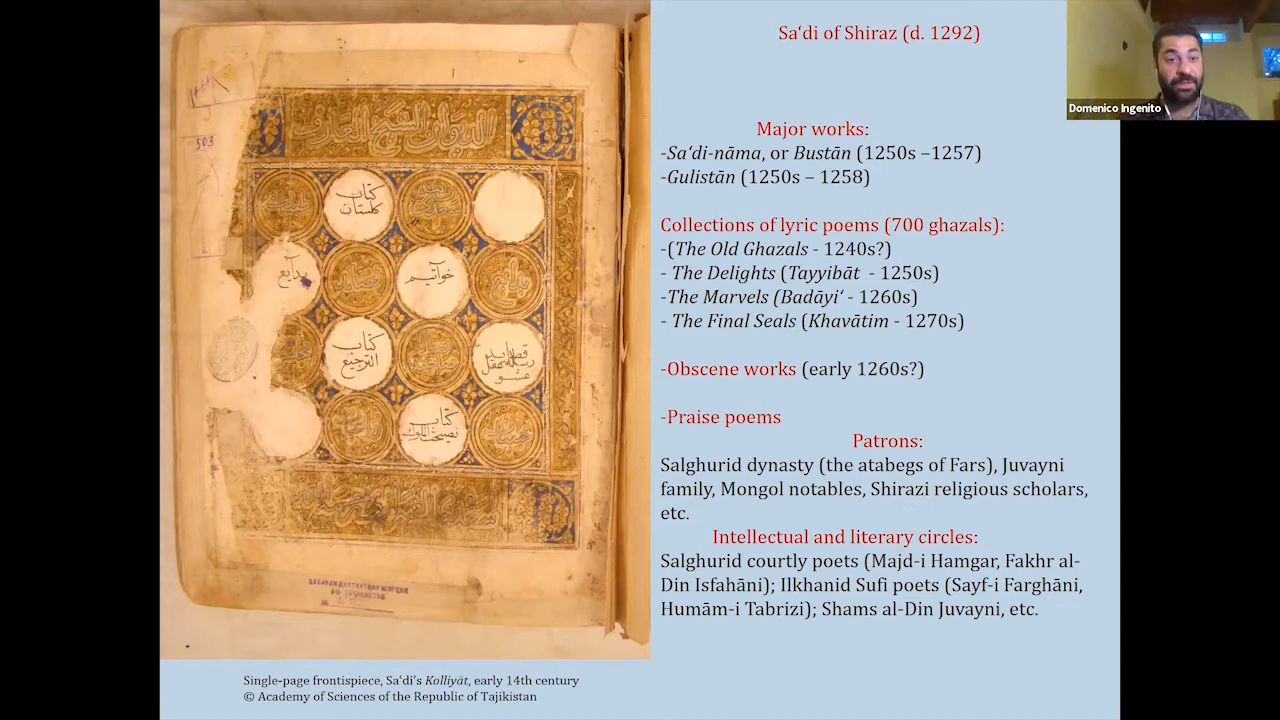 Sa‘di of Shiraz (d. 1292)
Domenico Ingenito
Major works:
-Sa‘di-nāma, or Bustān (1250s –1257)
-Gulistān (1250s – 1258)
Collections of lyric poems (700 ghazals):
-(The Old Ghazals - 1240s?)
- The Delights (Tayyibāt - 1250s)
-The Marvels (Badāyi‘ - 1260s)
- The Final Seals (Khavātim - 1270s)
-Obscene works (early 1260s?)
-Praise poems
Patrons:
Salghurid dynasty (the atabegs of Fars), Juvayni
family, Mongol notables, Shirazi religious scholars,
etc.
Intellectual and literary circles:
Salghurid courtly poets (Majd-i Hamgar, Fakhr al-
Din Isfahāni); Ilkhanid Sufi poets (Sayf-i Farghāni,
Humām-i Tabrizi); Shams al-Din Juvayni, etc.
503
كتاب
كلستان
بدايع
خواتيم
كتاب
الترجيع
كتاب
نصيحت الملوك
Single-page frontispiece, Sa‘di’s Kolliyāt, early 14th century
© Academy of Sciences of the Republic of Tajikistan